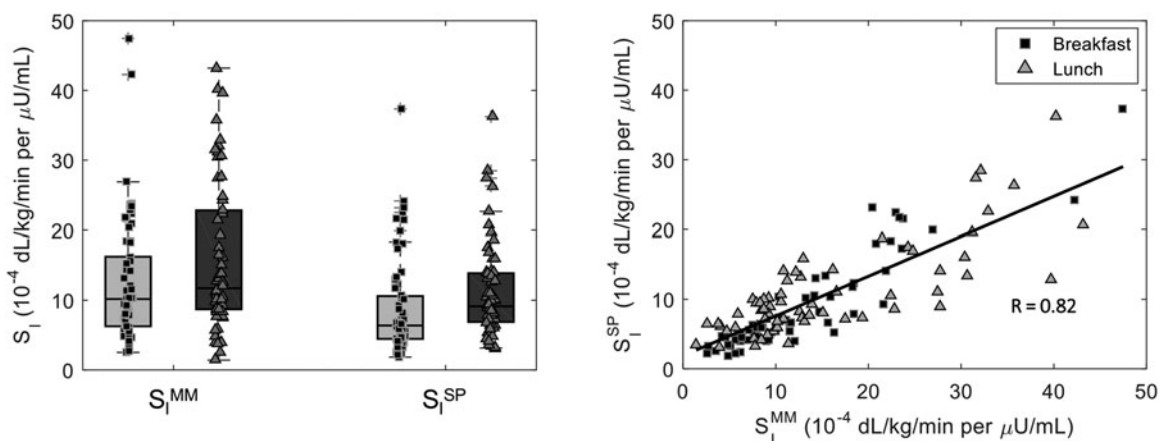 S_I (10^-4 dL/kg/min per μU/mL)
50
40
30
20
10
0
S_I^MM
S_I^SP
S_I^SP (10^-4 dL/kg/min per μU/mL)
50
40
30
20
10
0
Breakfast
Lunch
R = 0.82
0
10
20
30
40
50
S_I^MM (10^-4 dL/kg/min per μU/mL)